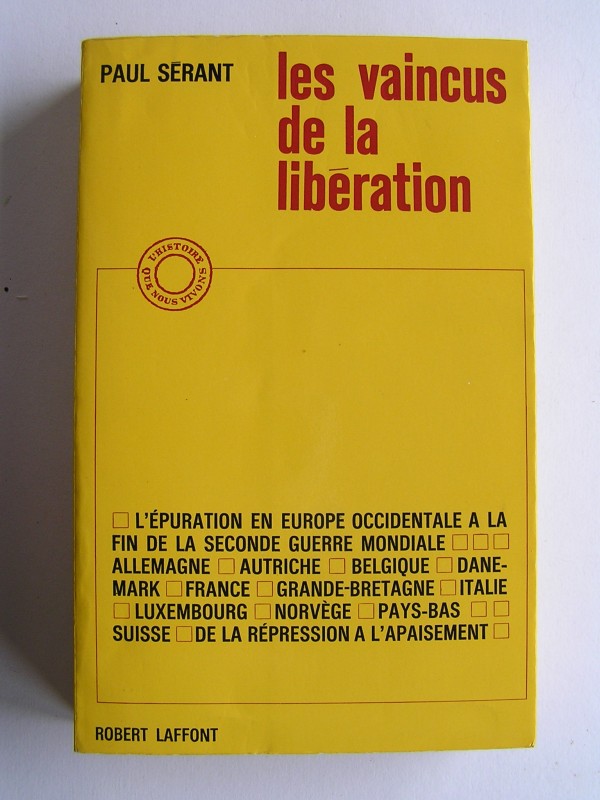 PAUL SÉRANT
les vaincus
de la
libération
L'HISTOIRE
QUE NOUS VIVONS
□ L'ÉPURATION EN EUROPE OCCIDENTALE A LA
FIN DE LA SECONDE GUERRE MONDIALE □ □ □
ALLEMAGNE □ AUTRICHE □ BELGIQUE □ DANE-
MARK □ FRANCE □ GRANDE-BRETAGNE □ ITALIE
□ LUXEMBOURG □ NORVÈGE □ PAYS-BAS □ □
SUISSE □ DE LA RÉPRESSION A L'APAISEMENT □
ROBERT LAFFONT